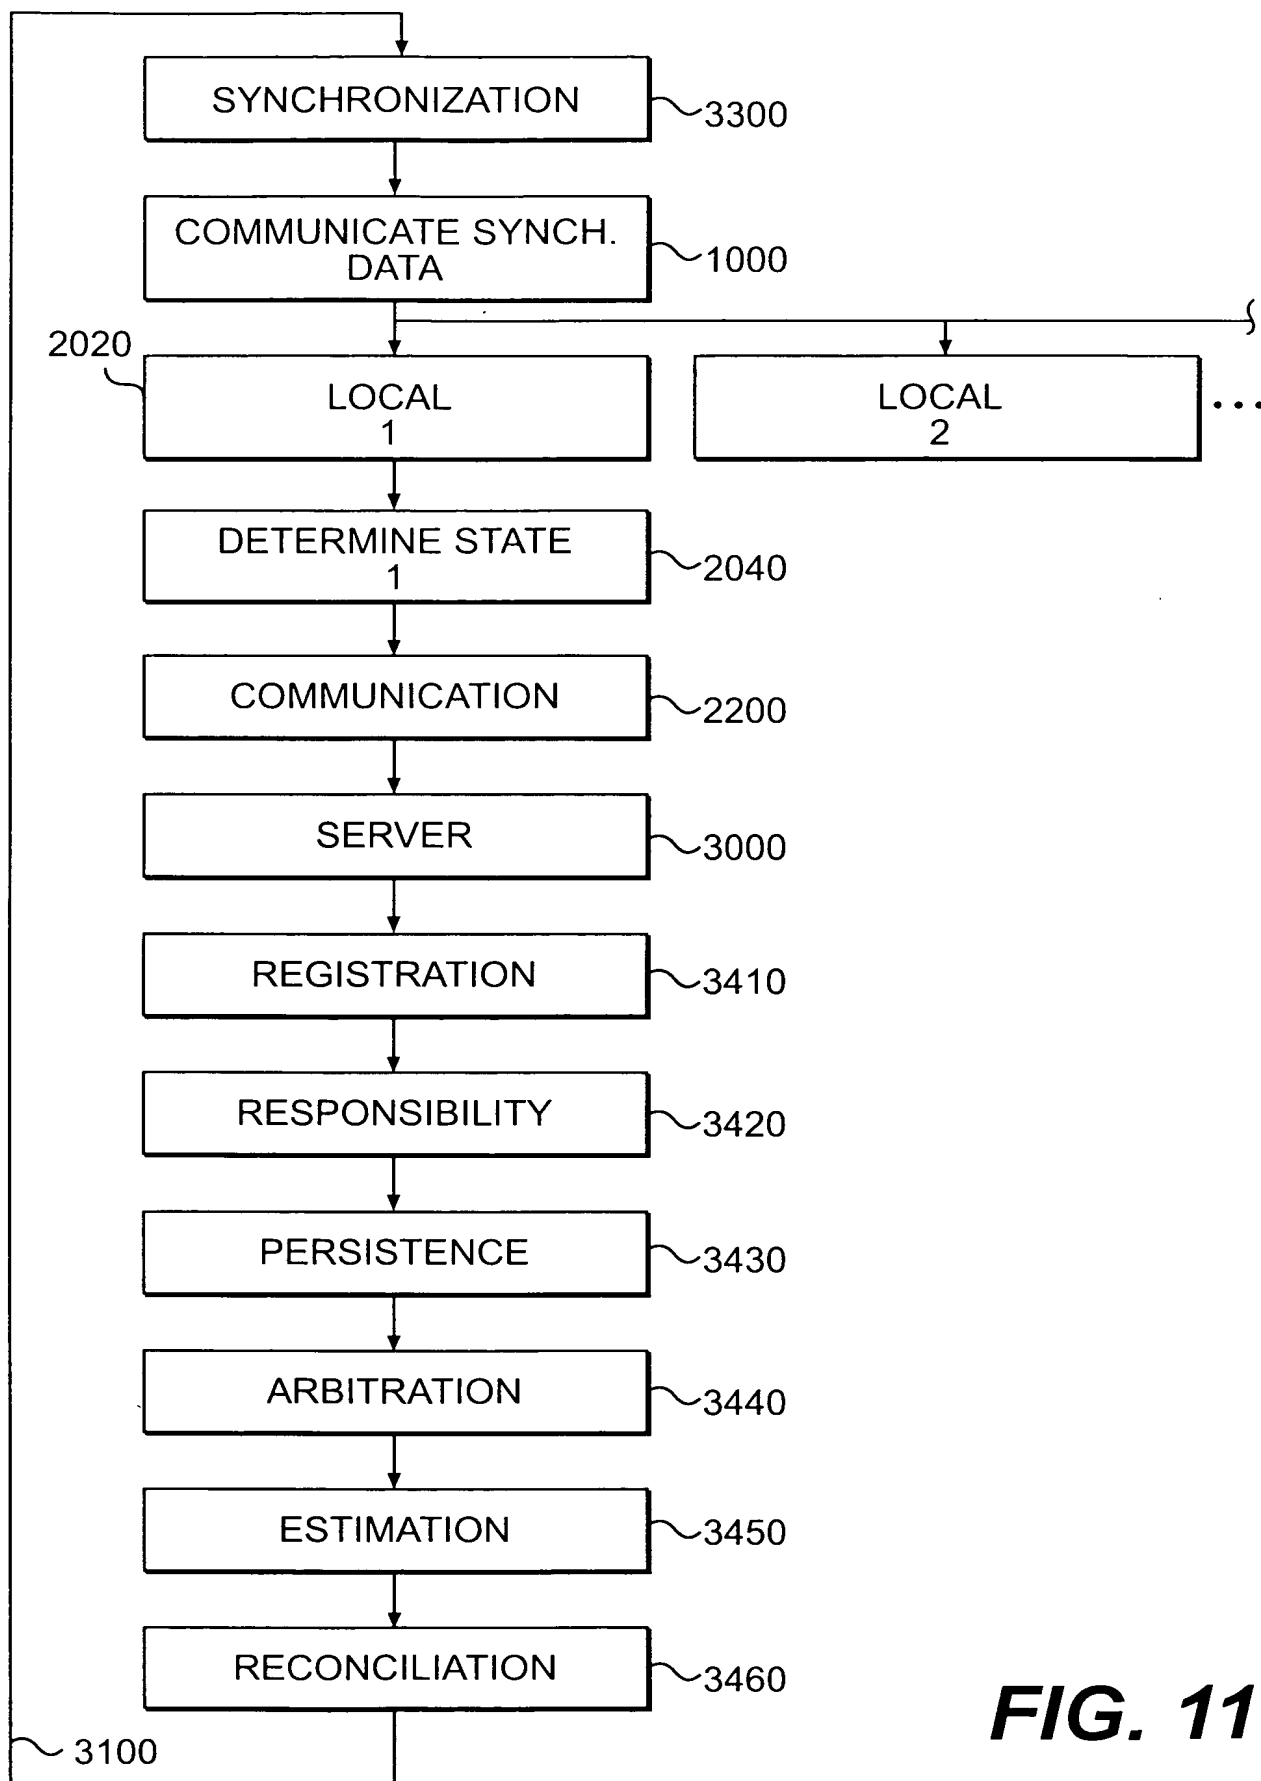 SYNCHRONIZATION
3300
COMMUNICATE SYNCH.
DATA
1000
2020
LOCAL
1
LOCAL
2
...
DETERMINE STATE
1
2040
COMMUNICATION
2200
SERVER
3000
REGISTRATION
3410
RESPONSIBILITY
3420
PERSISTENCE
3430
ARBITRATION
3440
ESTIMATION
3450
RECONCILIATION
3460
3100
FIG. 11